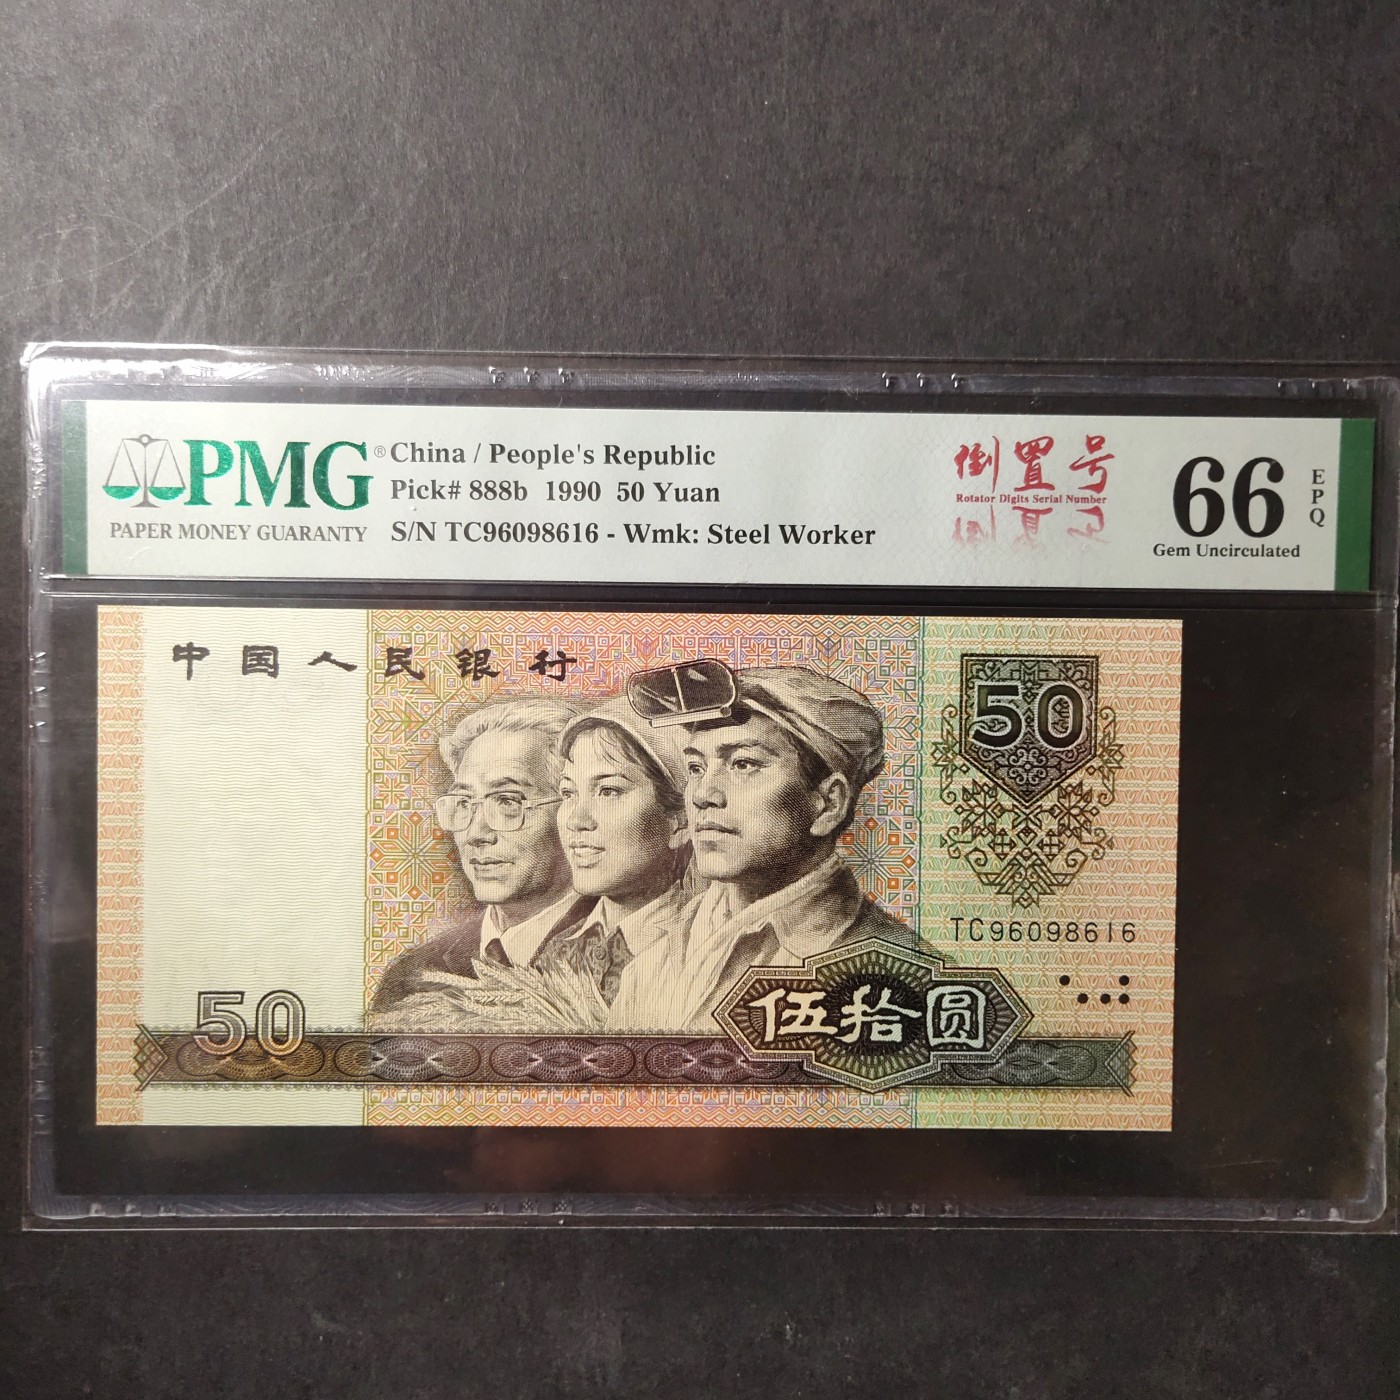 PMG®
PAPER MONEY GUARANTY
China / People's Republic
Pick# 888b 1990 50 Yuan
S/N TC96098616 - Wmk: Steel Worker
倒置号
Rotator Digits Serial Number
66
EPQ
Gem Uncirculated
中国人民银行
50
TC96098616
50
伍拾圆